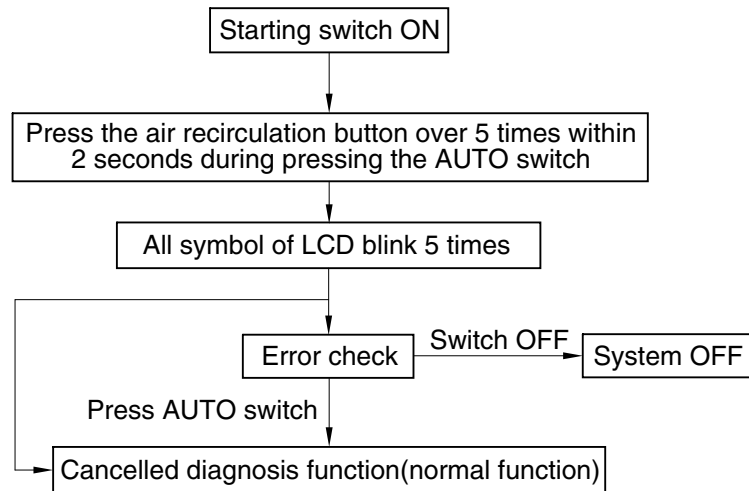 Starting switch ON
Press the air recirculation button over 5 times within
2 seconds during pressing the AUTO switch
All symbol of LCD blink 5 times
Error check
Switch OFF
System OFF
Press AUTO switch
Cancelled diagnosis function(normal function)